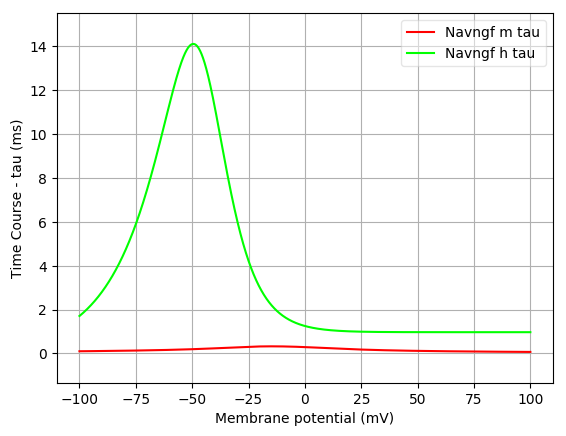 Navngf m tau
Navngf h tau
14
12
10
8
6
4
2
0
Time Course - tau (ms)
−100 −75 −50 −25 0 25 50 75 100
Membrane potential (mV)